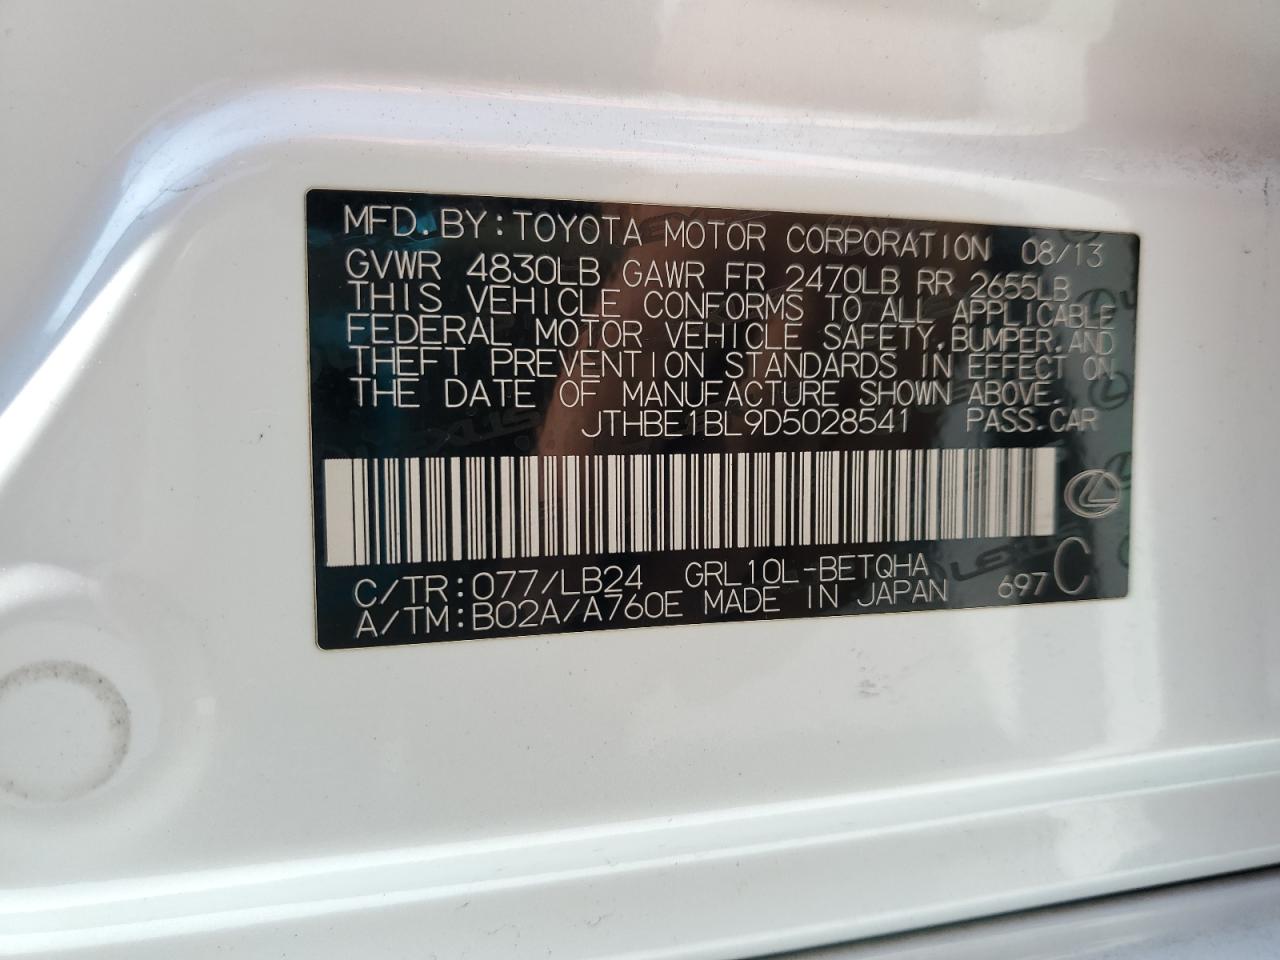 MFD. BY: TOYOTA MOTOR CORPORATION 08/13
GVWR 4830LB GAWR FR 2470LB RR 2655LB
THIS VEHICLE CONFORMS TO ALL APPLICABLE
FEDERAL MOTOR VEHICLE SAFETY, BUMPER, AND
THEFT PREVENTION STANDARDS IN EFFECT ON
THE DATE OF MANUFACTURE SHOWN ABOVE.
JTHBE1BL9D5028541 PASS. CAR
C/TR: 077/LB24 GRL10L-BETQHA
A/TM: B02A/A760E MADE IN JAPAN 697 C